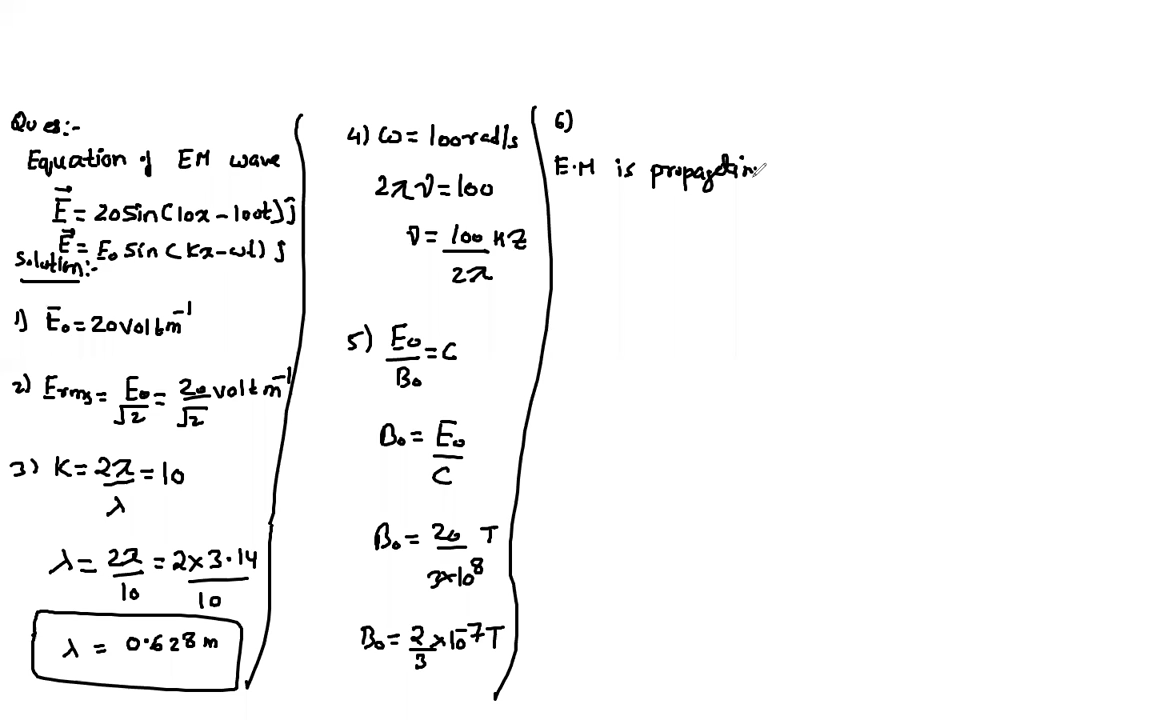 Ques:-
Equation of EM wave
E⃗ = 20 Sin(10x - 100t) ĵ
E⃗ = E₀ Sin(Kx - ωt) ĵ
Solution:-
1) E₀ = 20 volt m⁻¹
2) Erms = E₀/√2 = 20/√2 volt m⁻¹
3) K = 2π/λ = 10
λ = 2π/10 = 2×3.14/10
λ = 0.628 m
4) ω = 100 rad/s
2πν = 100
ν = 100/2π HZ
5) E₀/B₀ = C
B₀ = E₀/C
B₀ = 20/3×10⁸ T
B₀ = 2/3 ×10⁻⁷ T
6)
E.M is propagatin